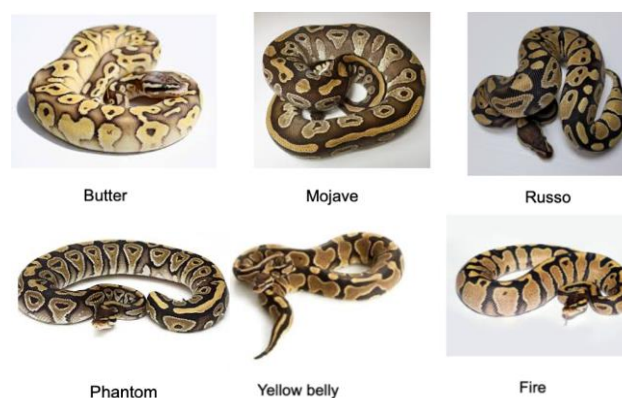 Butter
Mojave
Russo
Phantom
Yellow belly
Fire